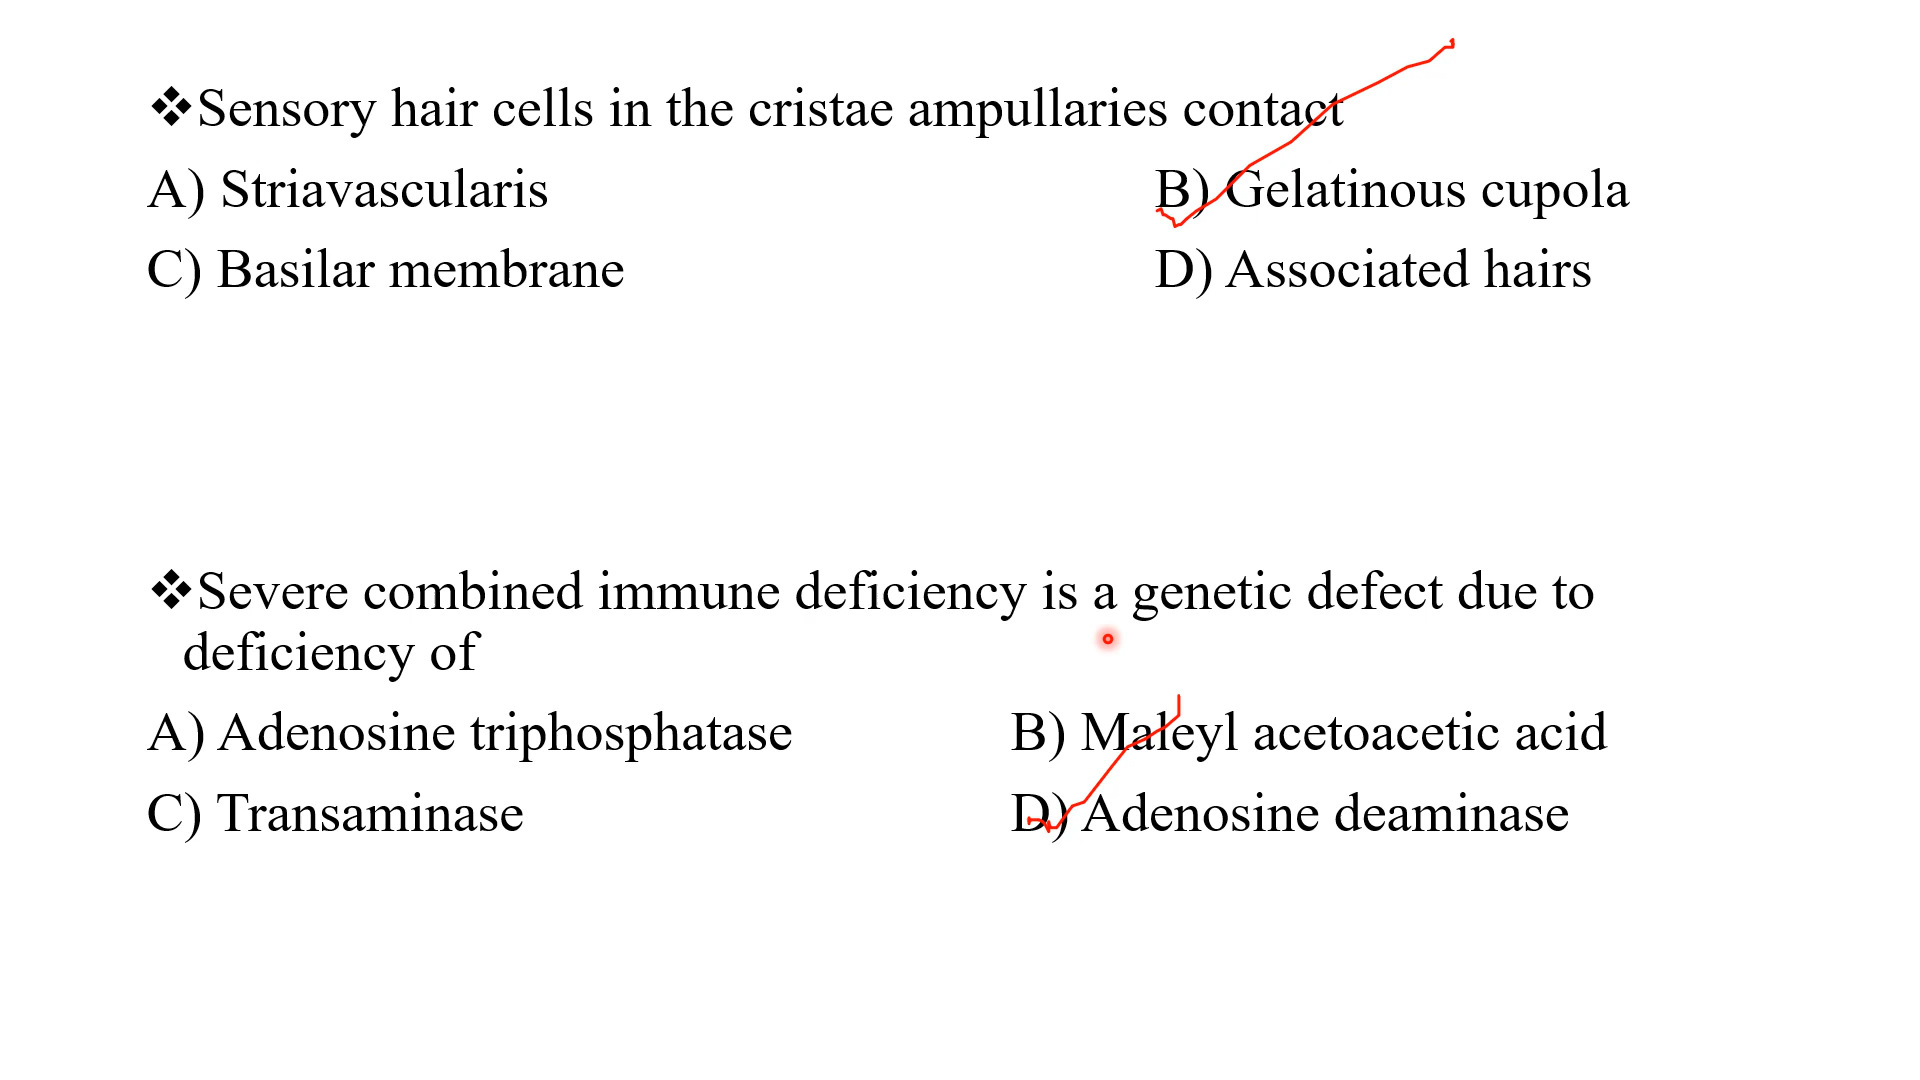 ❖Sensory hair cells in the cristae ampullaries contact
A) Striavascularis B) Gelatinous cupola
C) Basilar membrane D) Associated hairs
❖Severe combined immune deficiency is a genetic defect due to
deficiency of
A) Adenosine triphosphatase B) Maleyl acetoacetic acid
C) Transaminase D) Adenosine deaminase